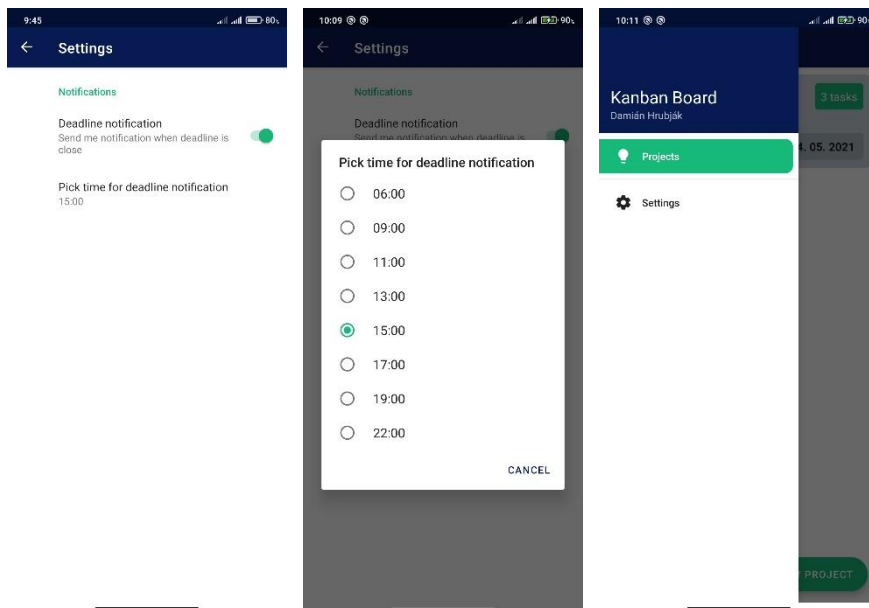 9:45
80%
Settings
Notifications
Deadline notification
Send me notification when deadline is
close
Pick time for deadline notification
15:00
10:09
90%
Settings
Notifications
Deadline notification
Send me notification when deadline is
Pick time for deadline notification
06:00
09:00
11:00
13:00
15:00
17:00
19:00
22:00
CANCEL
10:11
90
Kanban Board
Damián Hrubják
3 tasks
4. 05. 2021
Projects
Settings
PROJECT